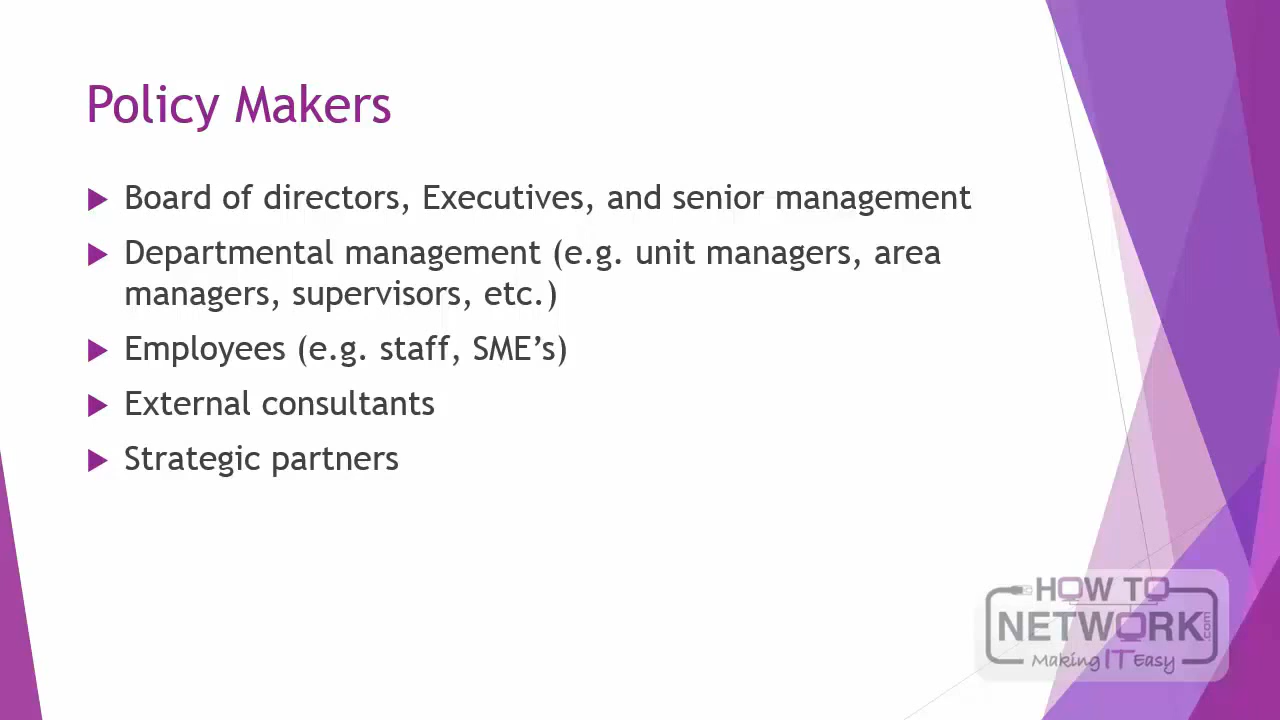 Policy Makers
Board of directors, Executives, and senior management
Departmental management (e.g. unit managers, area
managers, supervisors, etc.)
Employees (e.g. staff, SME’s)
External consultants
Strategic partners
HOW TO
NETWORK.com
Making IT Easy